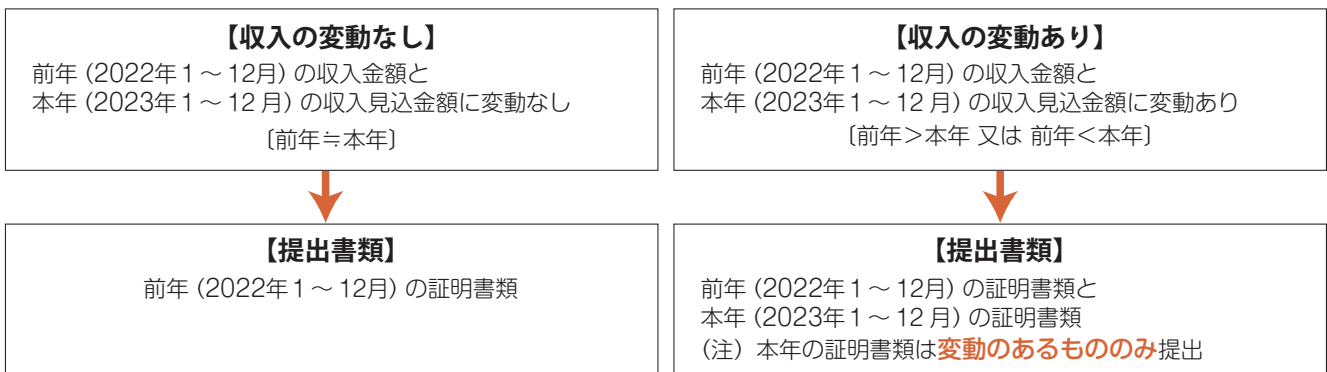 【収入の変動なし】
前年（2022年１～12月）の収入金額と
本年（2023年１～12月）の収入見込金額に変動なし
〔前年≒本年〕
【収入の変動あり】
前年（2022年１～12月）の収入金額と
本年（2023年１～12月）の収入見込金額に変動あり
〔前年＞本年 又は 前年＜本年〕
【提出書類】
前年（2022年１～12月）の証明書類
【提出書類】
前年（2022年１～12月）の証明書類と
本年（2023年１～12月）の証明書類
（注）本年の証明書類は変動のあるもののみ提出